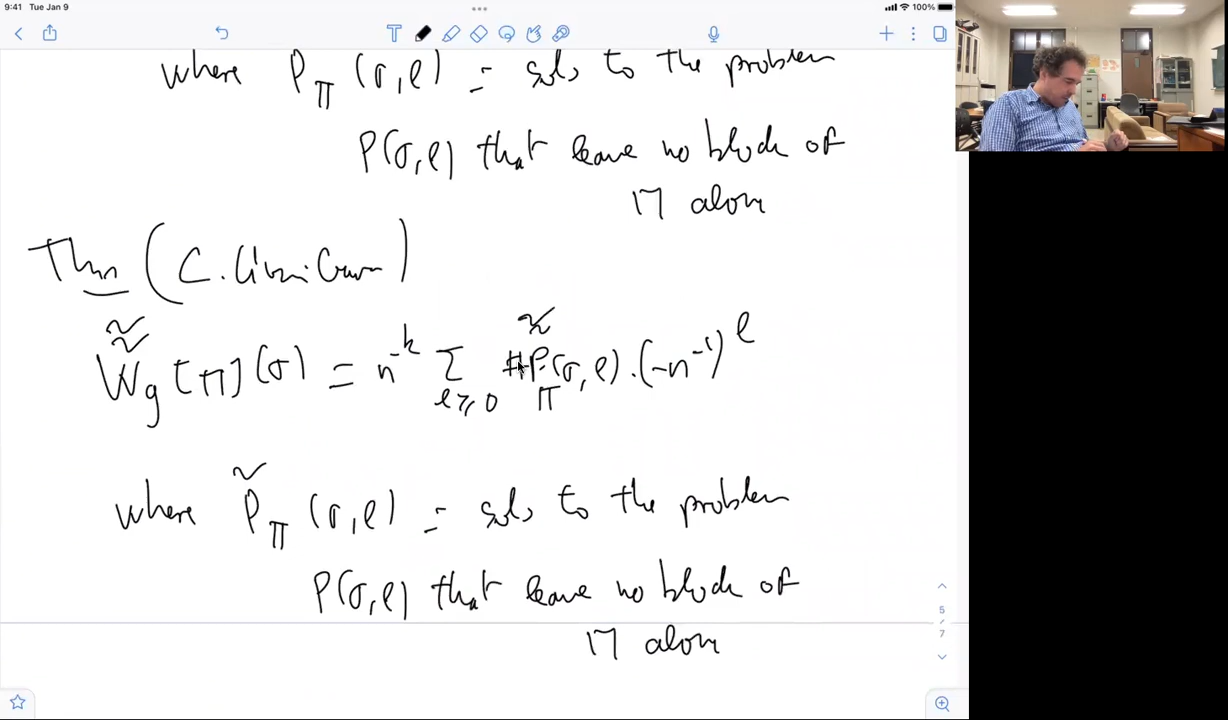 9:41 Tue Jan 9
100%
where P_Π (σ, ℓ) = sols to the problem
P(σ, ℓ) that leave no block of
Π alone
Thm (C.
W̃̃g [Π] (σ) = n^{-k} Σ_{ℓ ≥ 0} #P̃_Π (σ, ℓ) · (-n^{-1})^ℓ
where P̃_Π (σ, ℓ) = sols to the problem
P(σ, ℓ) that leave no block of
Π alone
5
/
7